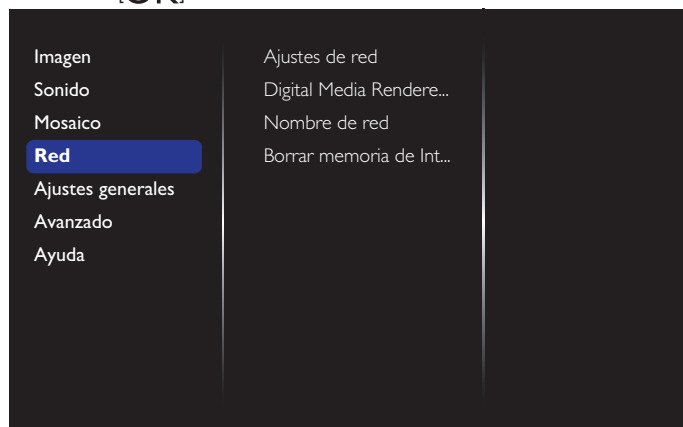 [OK]
Imagen
Sonido
Mosaico
Red
Ajustes generales
Avanzado
Ayuda
Ajustes de red
Digital Media Rendere...
Nombre de red
Borrar memoria de Int...